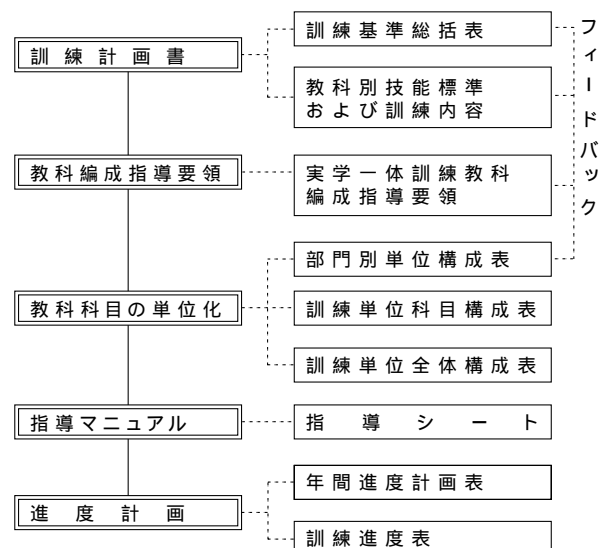 訓練基準総括表
訓練計画書
教科別技能標準
および訓練内容
教科編成指導要領
実学一体訓練教科
編成指導要領
部門別単位構成表
教科科目の単位化
訓練単位科目構成表
訓練単位全体構成表
指導マニュアル
指導シート
年間進度計画表
進度計画
訓練進度表
フィードバック